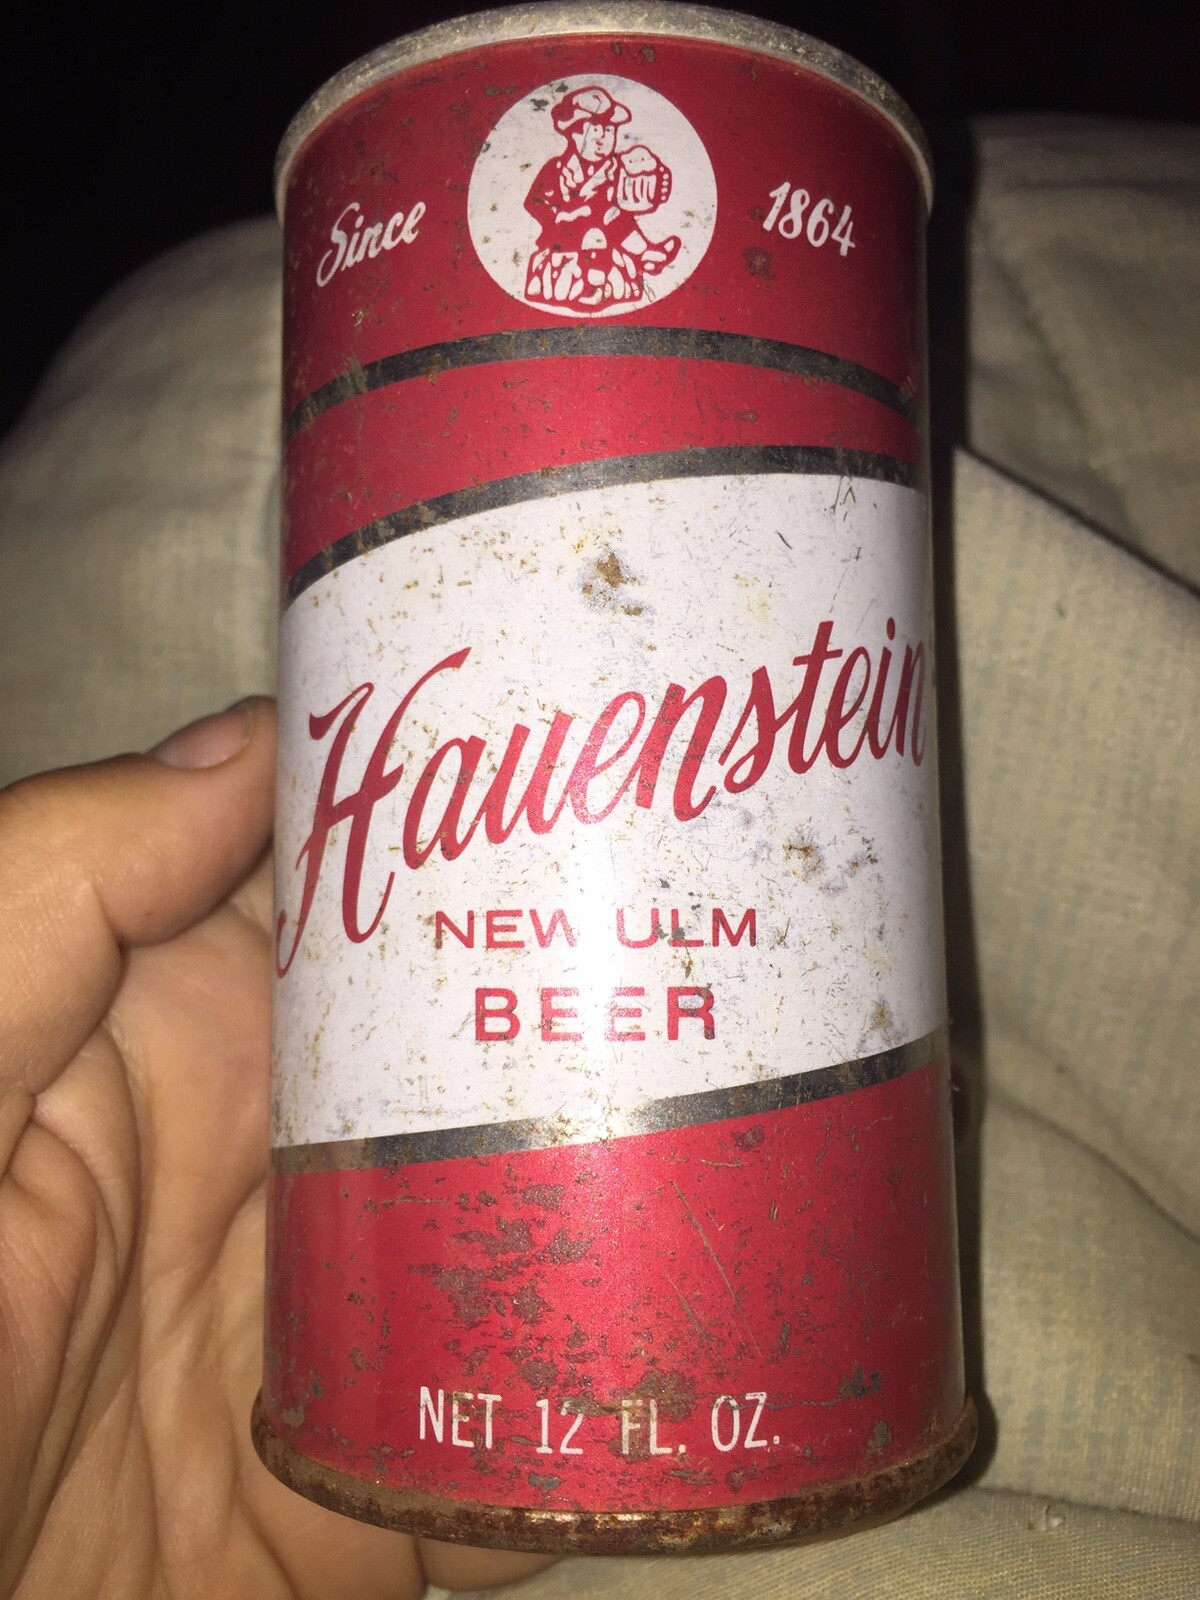 Since 1864
Hauenstein
NEW ULM
BEER
NET 12 FL. OZ.